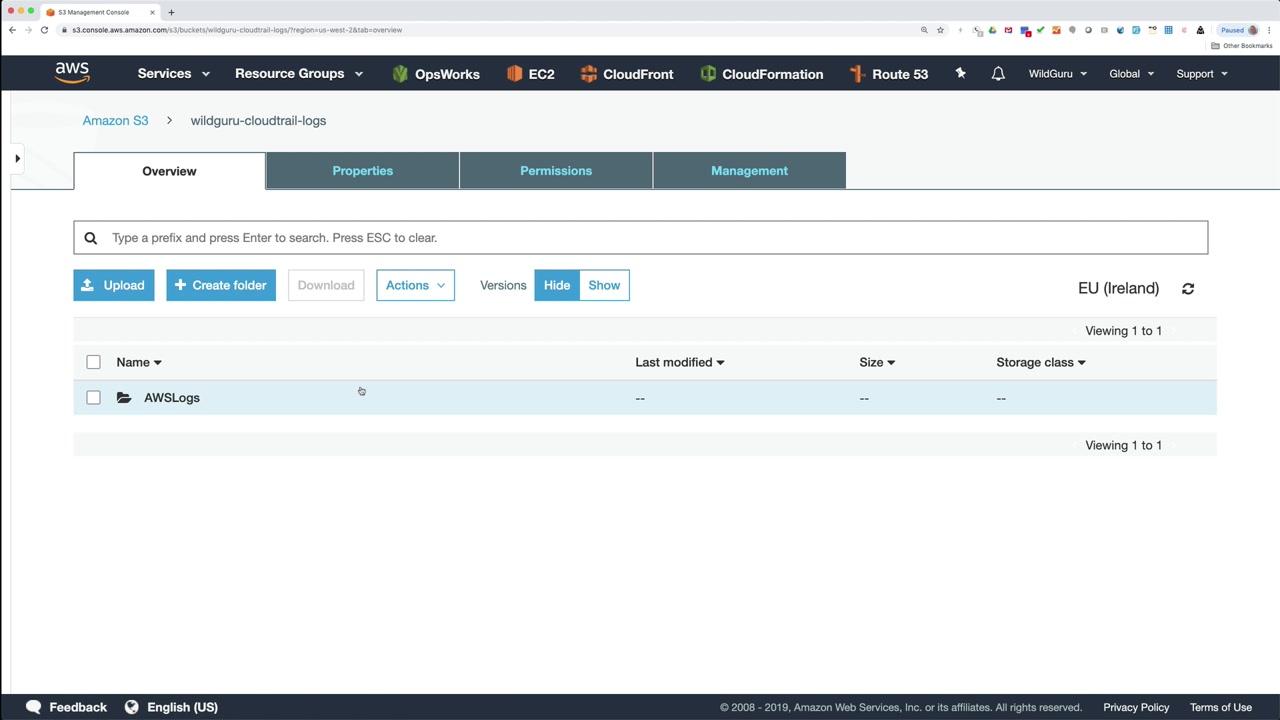 S3 Management Console
s3.console.aws.amazon.com/s3/buckets/wildguru-cloudtrail-logs/?region=us-west-2&tab=overview
Paused
Other Bookmarks
aws Services Resource Groups OpsWorks EC2 CloudFront CloudFormation Route 53 WildGuru Global Support
Amazon S3 > wildguru-cloudtrail-logs
Overview Properties Permissions Management
Type a prefix and press Enter to search. Press ESC to clear.
Upload + Create folder Download Actions Versions Hide Show EU (Ireland)
Viewing 1 to 1
Name Last modified Size Storage class
AWSLogs -- -- --
Viewing 1 to 1
Feedback English (US) © 2008 - 2019, Amazon Web Services, Inc. or its affiliates. All rights reserved. Privacy Policy Terms of Use